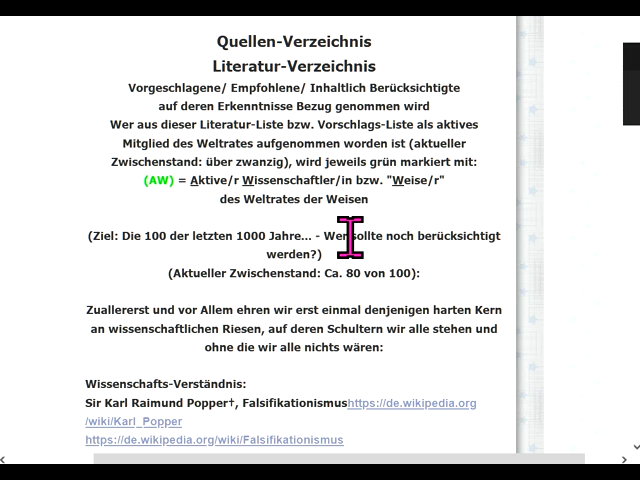 Quellen-Verzeichnis
Literatur-Verzeichnis
Vorgeschlagene/ Empfohlene/ Inhaltlich Berücksichtigte
auf deren Erkenntnisse Bezug genommen wird
Wer aus dieser Literatur-Liste bzw. Vorschlags-Liste als aktives
Mitglied des Weltrates aufgenommen worden ist (aktueller
Zwischenstand: über zwanzig), wird jeweils grün markiert mit:
(AW) = Aktive/r Wissenschaftler/in bzw. "Weise/r"
des Weltrates der Weisen
(Ziel: Die 100 der letzten 1000 Jahre... - Wer sollte noch berücksichtigt
werden?)
(Aktueller Zwischenstand: Ca. 80 von 100):
Zuallererst und vor Allem ehren wir erst einmal denjenigen harten Kern
an wissenschaftlichen Riesen, auf deren Schultern wir alle stehen und
ohne die wir alle nichts wären:
Wissenschafts-Verständnis:
Sir Karl Raimund Popper†, Falsifikationismushttps://de.wikipedia.org
/wiki/Karl_Popper
https://de.wikipedia.org/wiki/Falsifikationismus